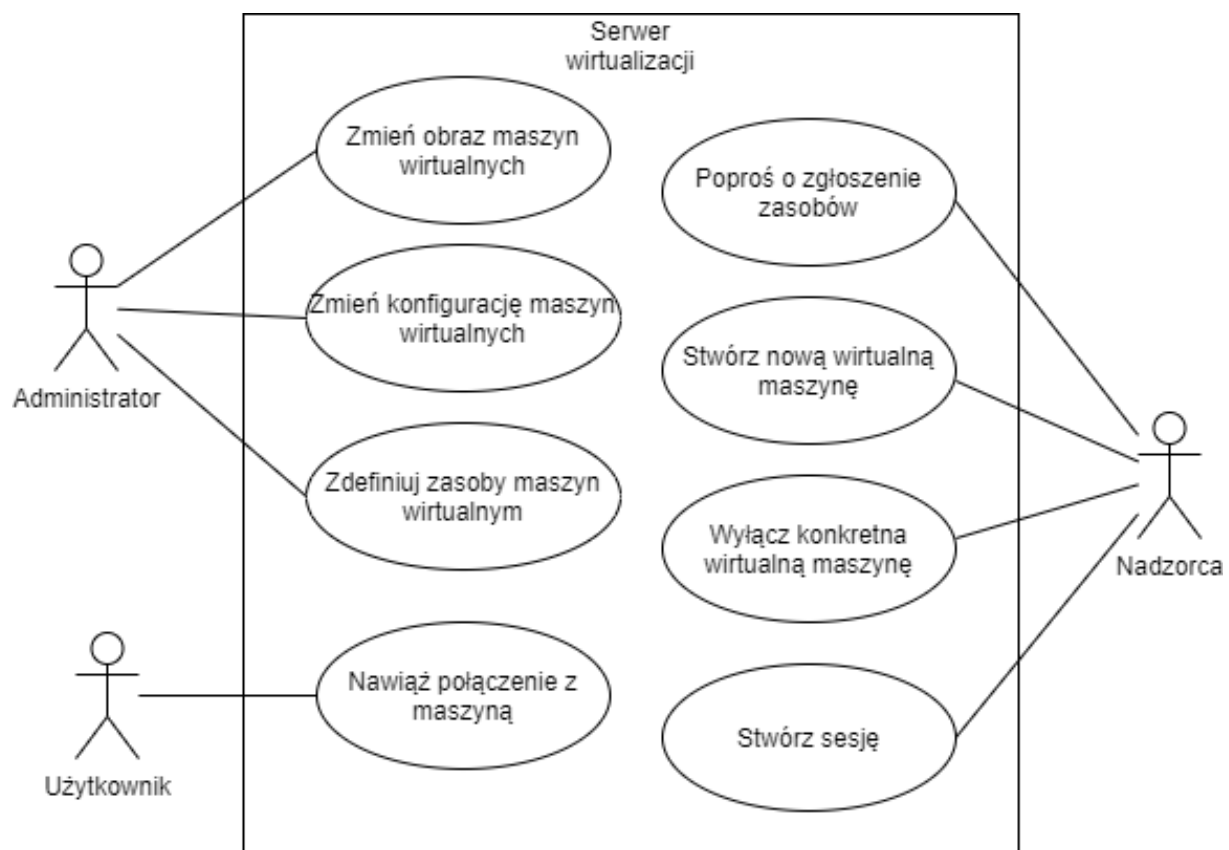 Serwer
wirtualizacji
Zmień obraz maszyn
wirtualnych
Poproś o zgłoszenie
zasobów
Zmień konfigurację maszyn
wirtualnych
Stwórz nową wirtualną
maszynę
Administrator
Zdefiniuj zasoby maszyn
wirtualnym
Wyłącz konkretna
wirtualną maszynę
Nadzorca
Nawiąż połączenie z
maszyną
Stwórz sesję
Użytkownik